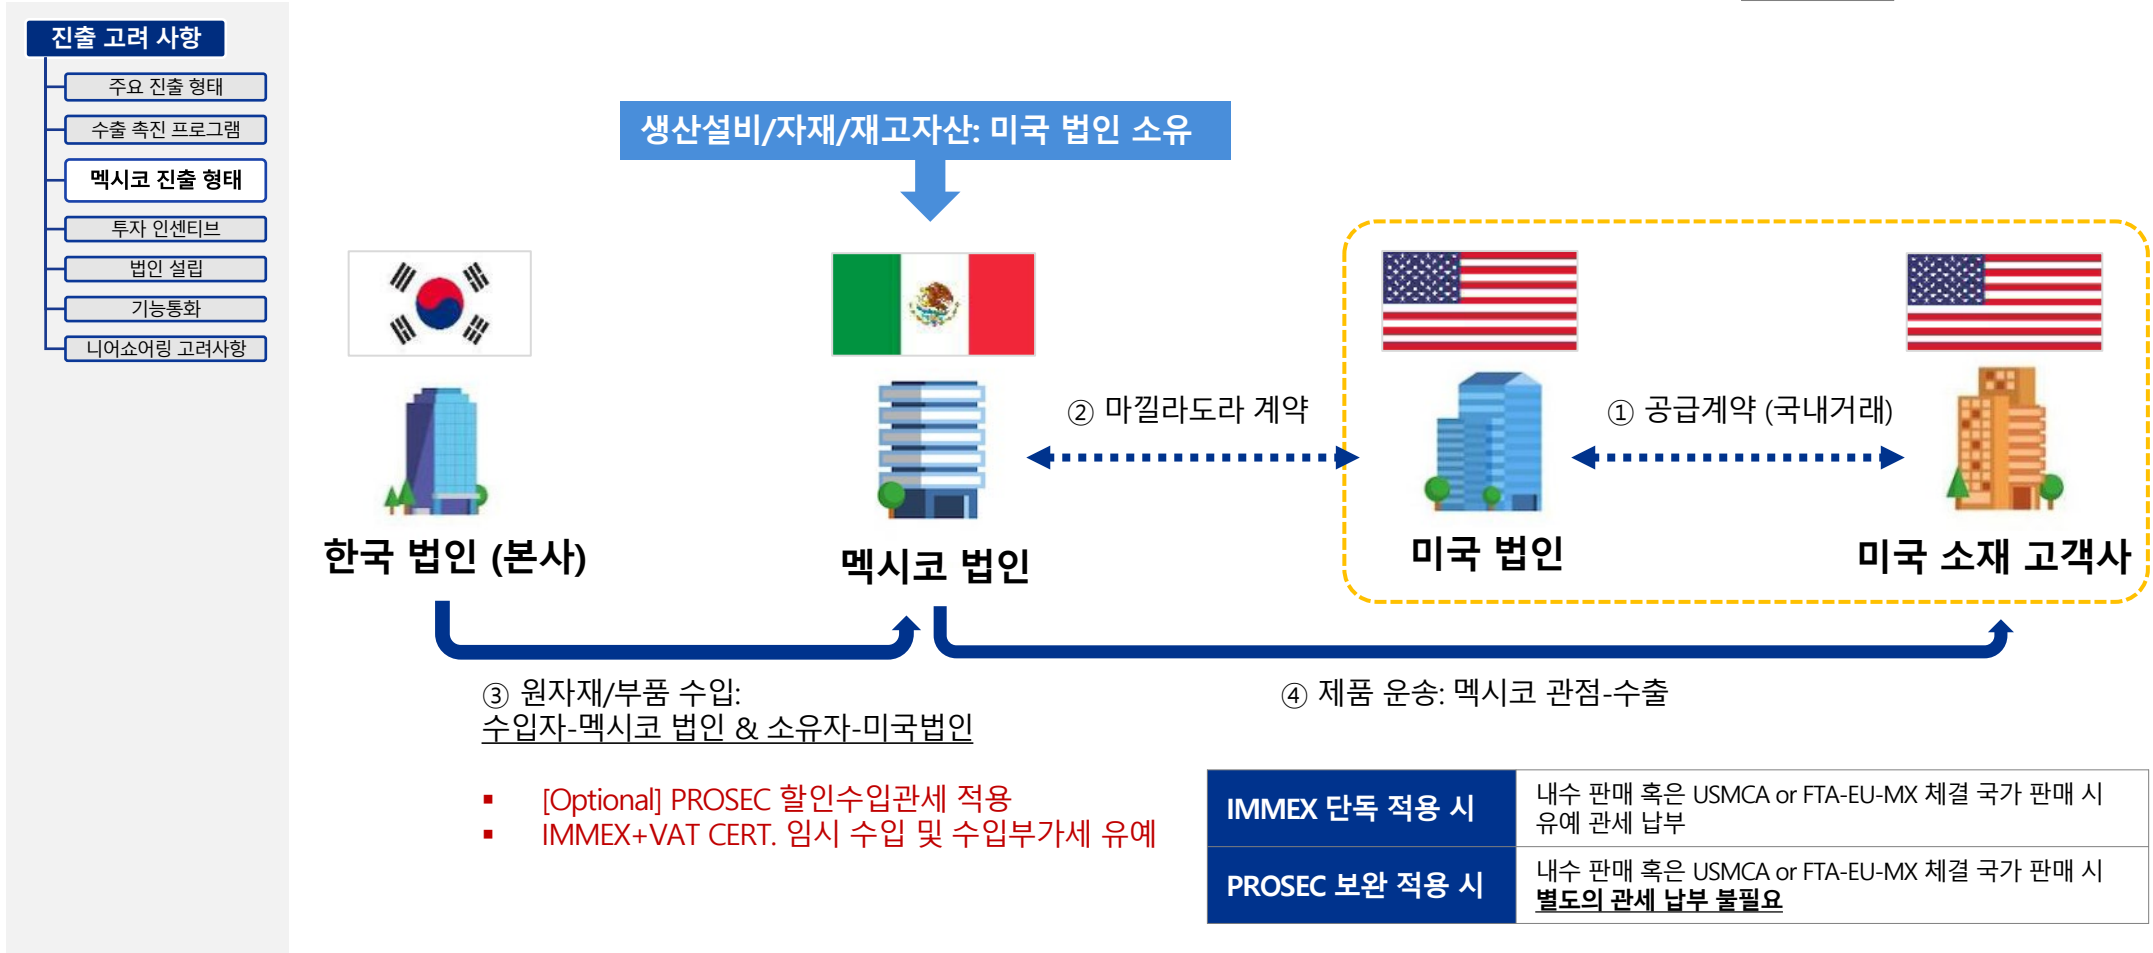 진출 고려 사항
주요 진출 형태
수출 촉진 프로그램
멕시코 진출 형태
투자 인센티브
법인 설립
기능통화
니어쇼어링 고려사항
생산설비/자재/재고자산: 미국 법인 소유
② 마낄라도라 계약
① 공급계약 (국내거래)
한국 법인 (본사)
멕시코 법인
미국 법인
미국 소재 고객사
③ 원자재/부품 수입:
수입자-멕시코 법인 & 소유자-미국법인
④ 제품 운송: 멕시코 관점-수출
▪ [Optional] PROSEC 할인수입관세 적용
▪ IMMEX+VAT CERT. 임시 수입 및 수입부가세 유예
IMMEX 단독 적용 시
내수 판매 혹은 USMCA or FTA-EU-MX 체결 국가 판매 시
유예 관세 납부
PROSEC 보완 적용 시
내수 판매 혹은 USMCA or FTA-EU-MX 체결 국가 판매 시
별도의 관세 납부 불필요